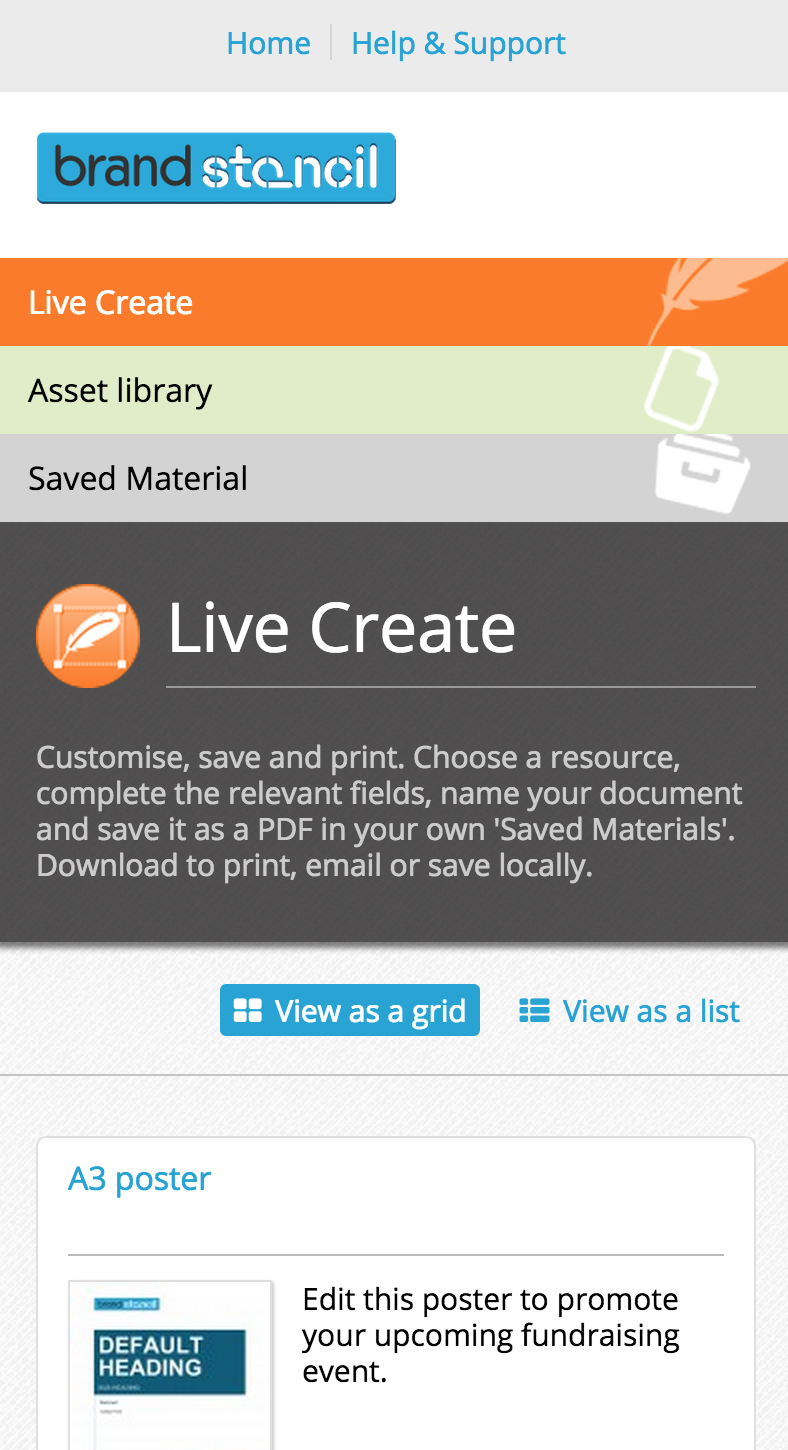 Home Help & Support
brand stencil
Live Create
Asset library
Saved Material
Live Create
Customise, save and print. Choose a resource,
complete the relevant fields, name your document
and save it as a PDF in your own 'Saved Materials'.
Download to print, email or save locally.
View as a grid View as a list
A3 poster
Edit this poster to promote
your upcoming fundraising
event.
brand stencil
DEFAULT
HEADING